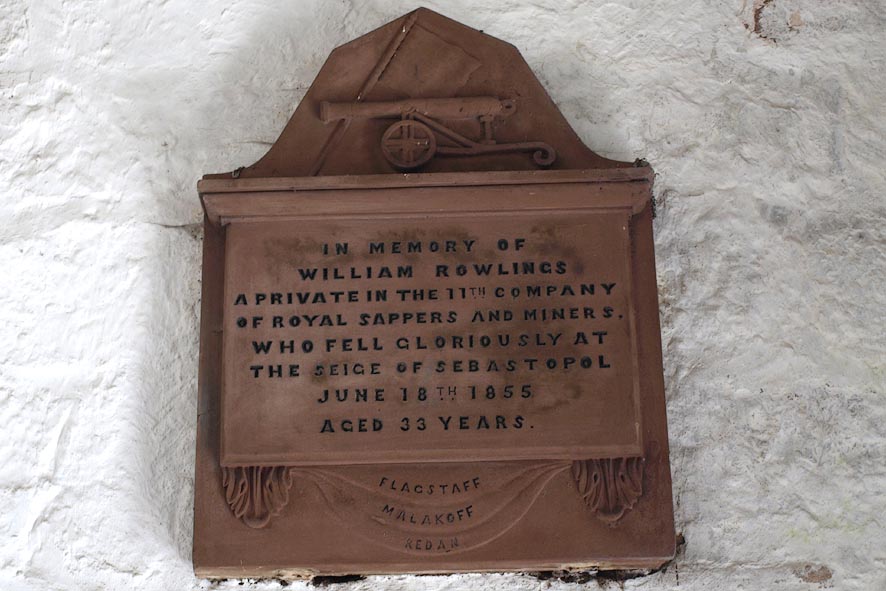 IN MEMORY OF
WILLIAM ROWLINGS
A PRIVATE IN THE 11TH COMPANY
OF ROYAL SAPPERS AND MINERS.
WHO FELL GLORIOUSLY AT
THE SEIGE OF SEBASTOPOL
JUNE 18TH 1855
AGED 33 YEARS.
FLAGSTAFF
MALAKOFF
REDAN